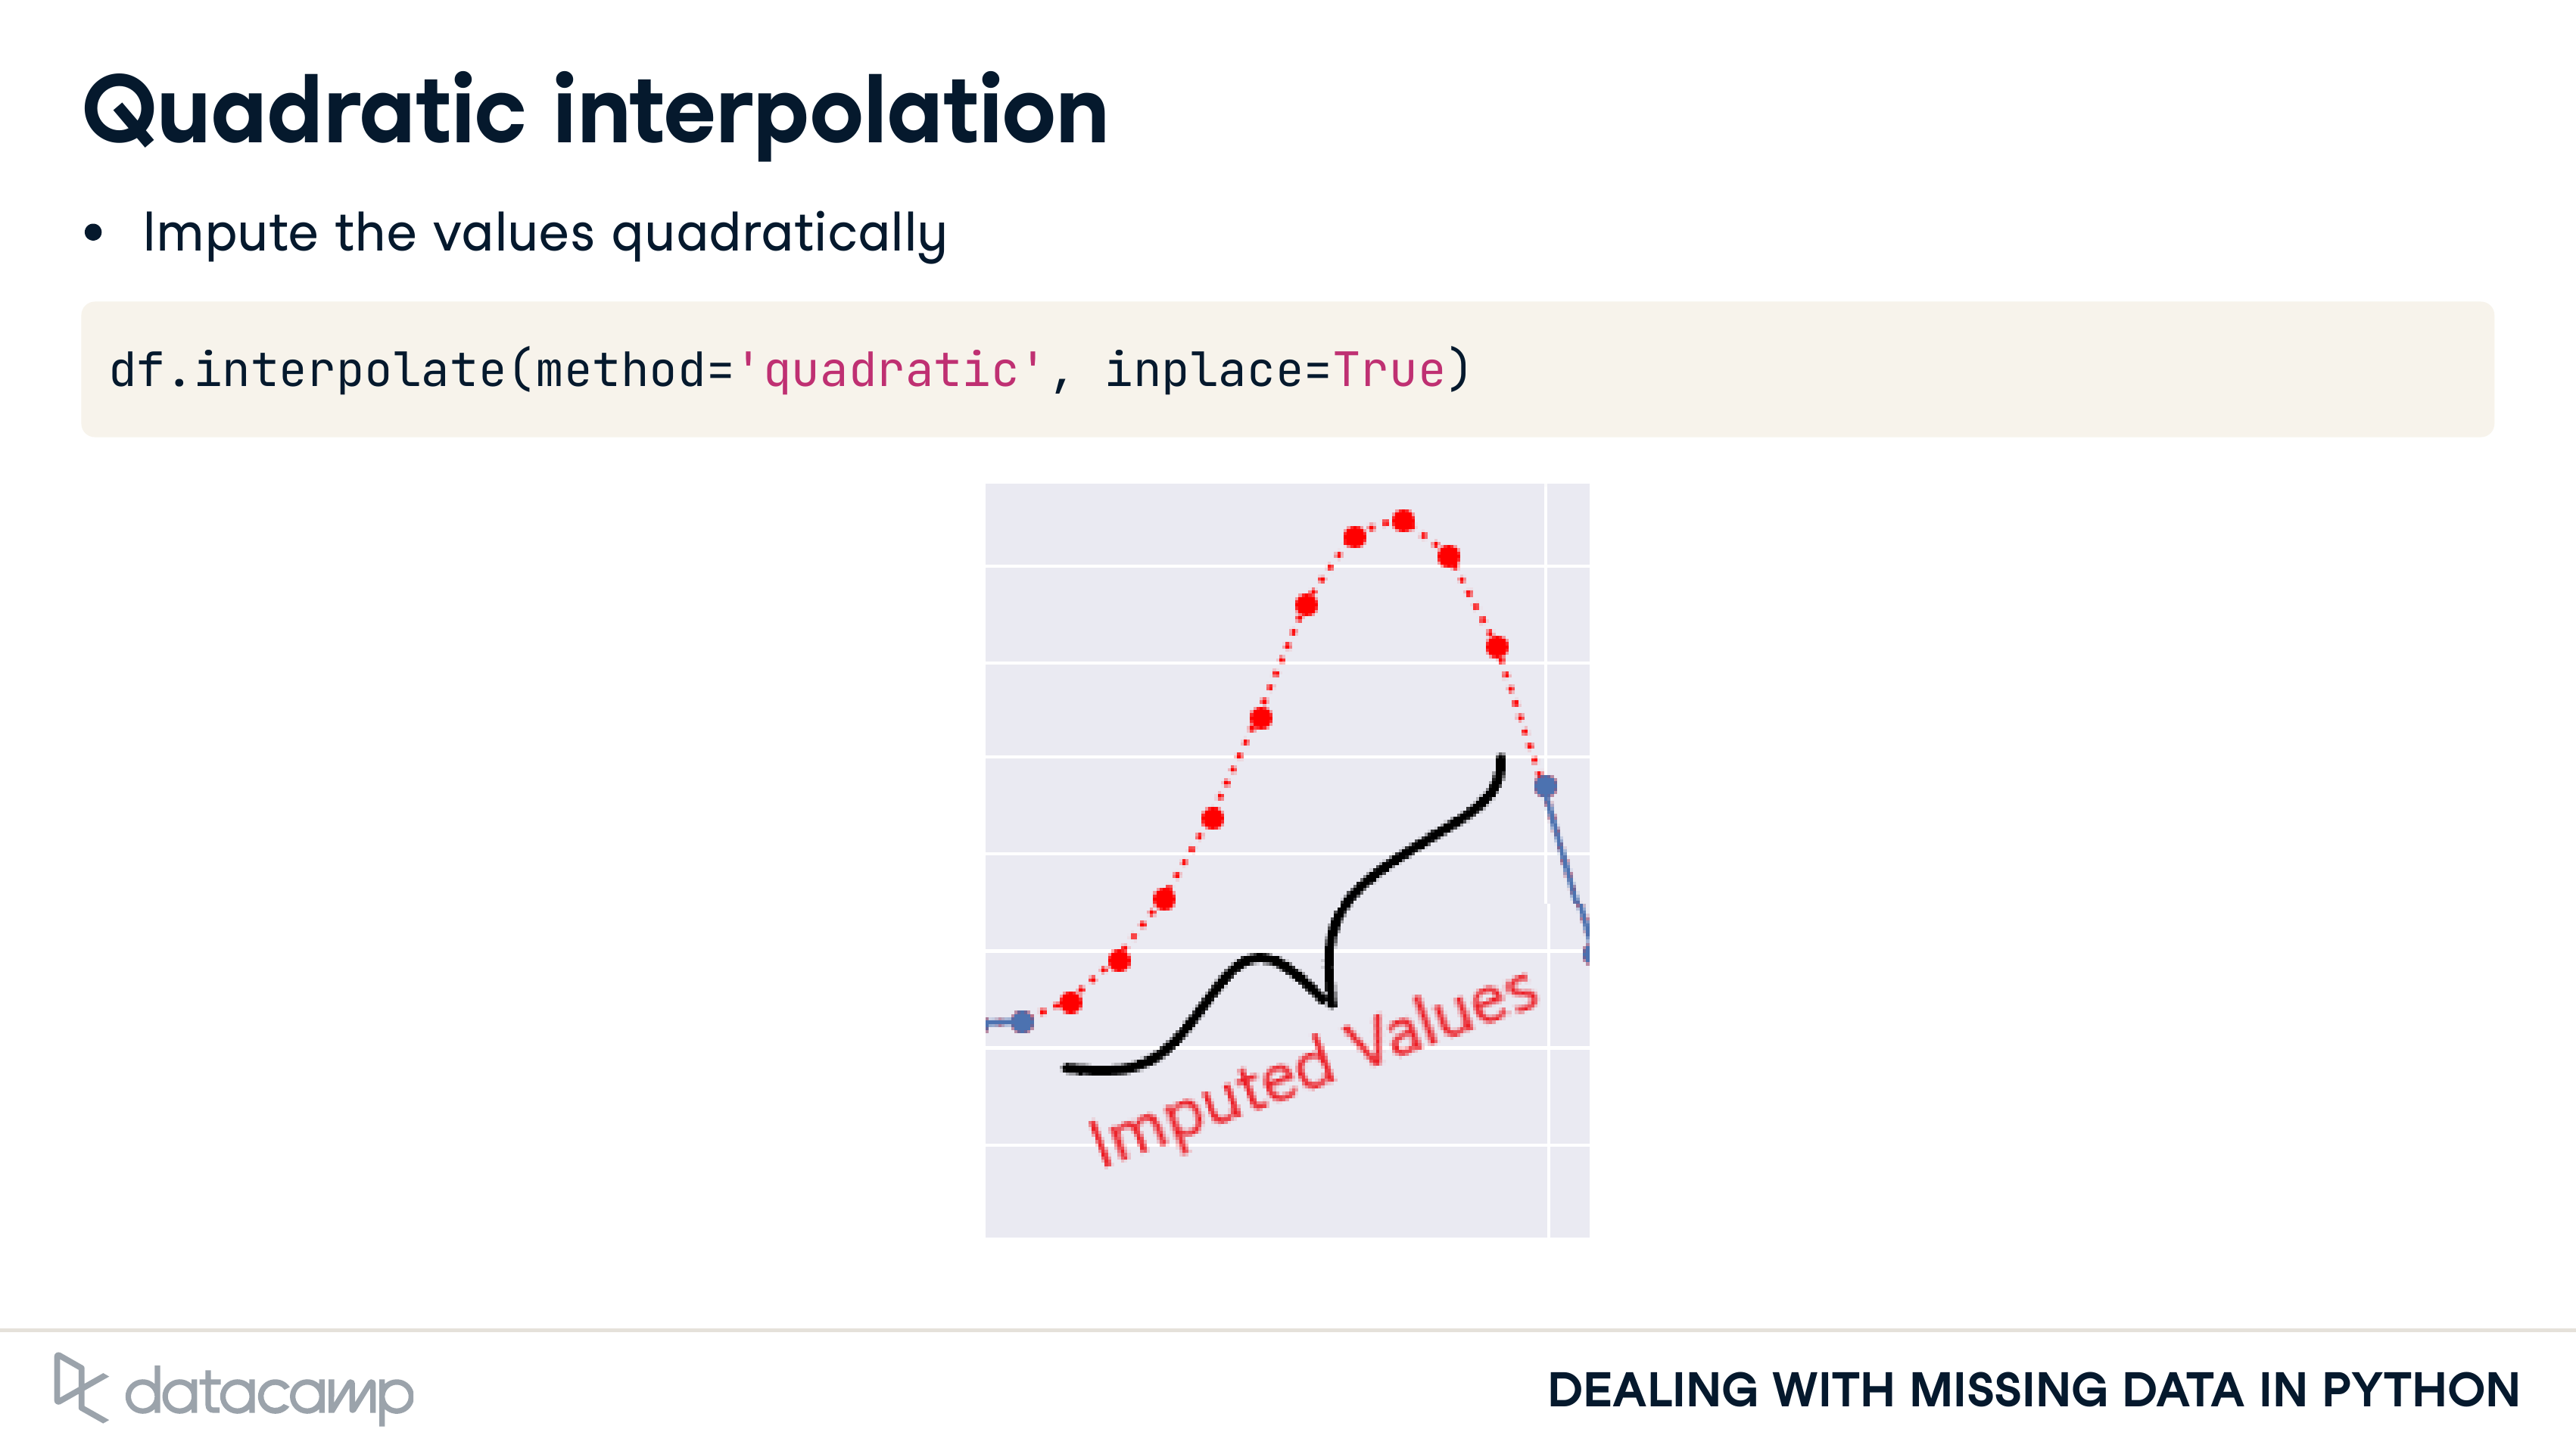 Quadratic interpolation
• Impute the values quadratically
df.interpolate(method='quadratic', inplace=True)
Imputed Values
datacamp
DEALING WITH MISSING DATA IN PYTHON